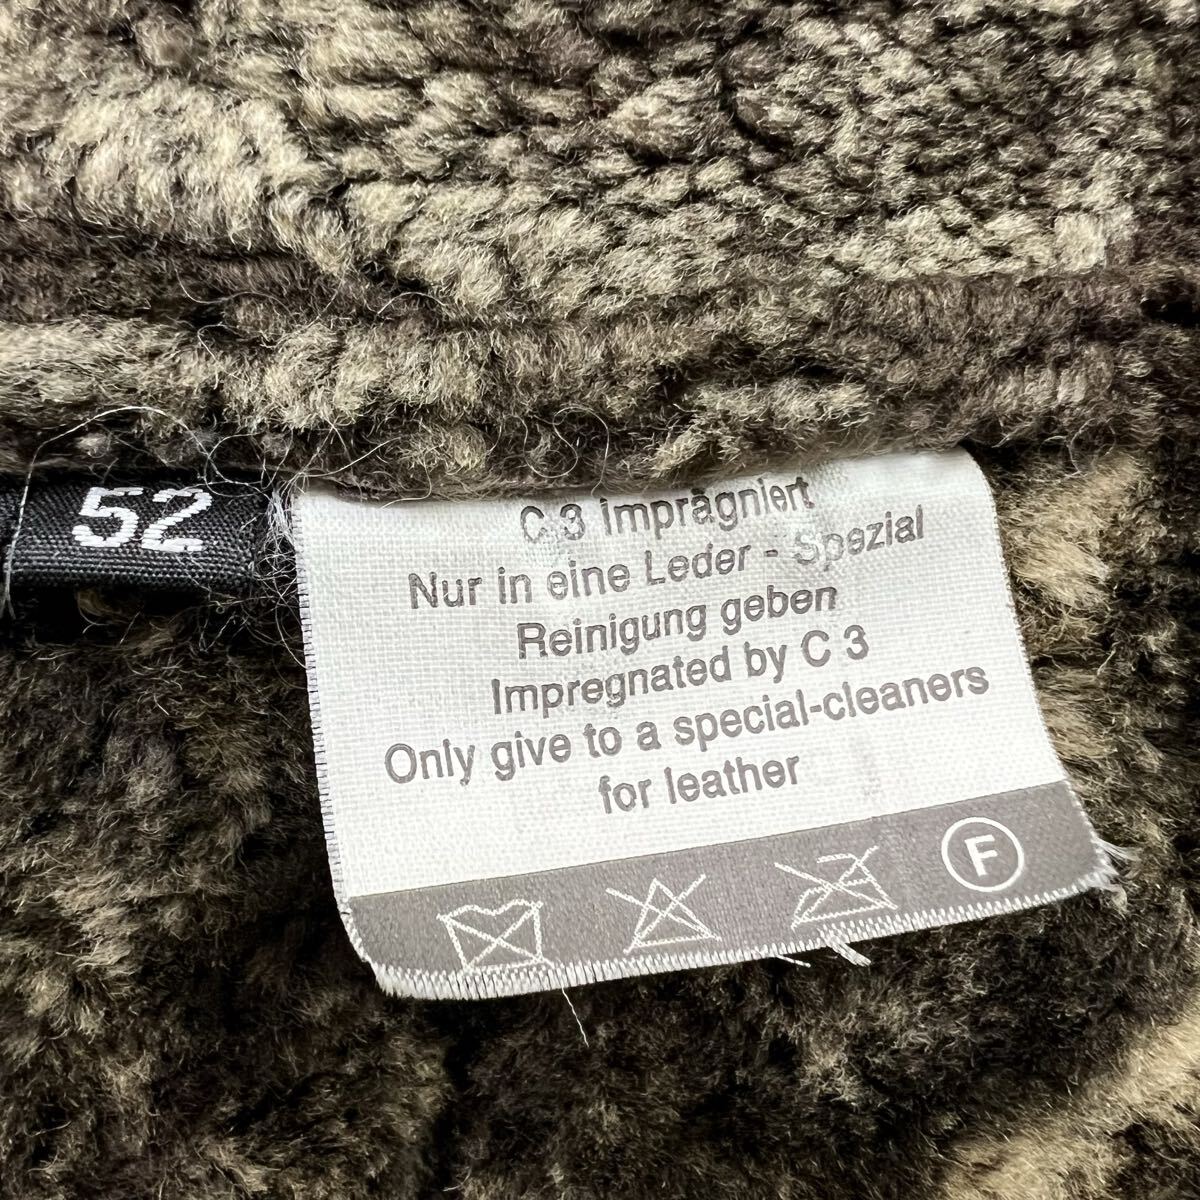 52
C 3 imprägniert
Nur in eine Leder - Spezial
Reinigung geben
Impregnated by C 3
Only give to a special-cleaners
for leather
F